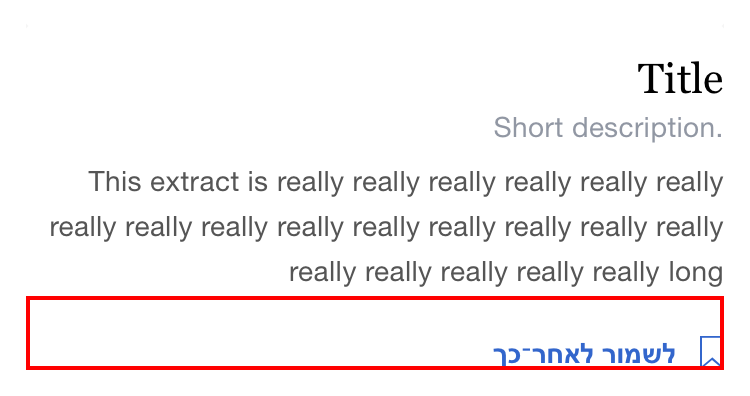 Title
Short description.
This extract is really really really really really really
really really really really really really really really really
really really really really really long
לשמור לאחר־כך